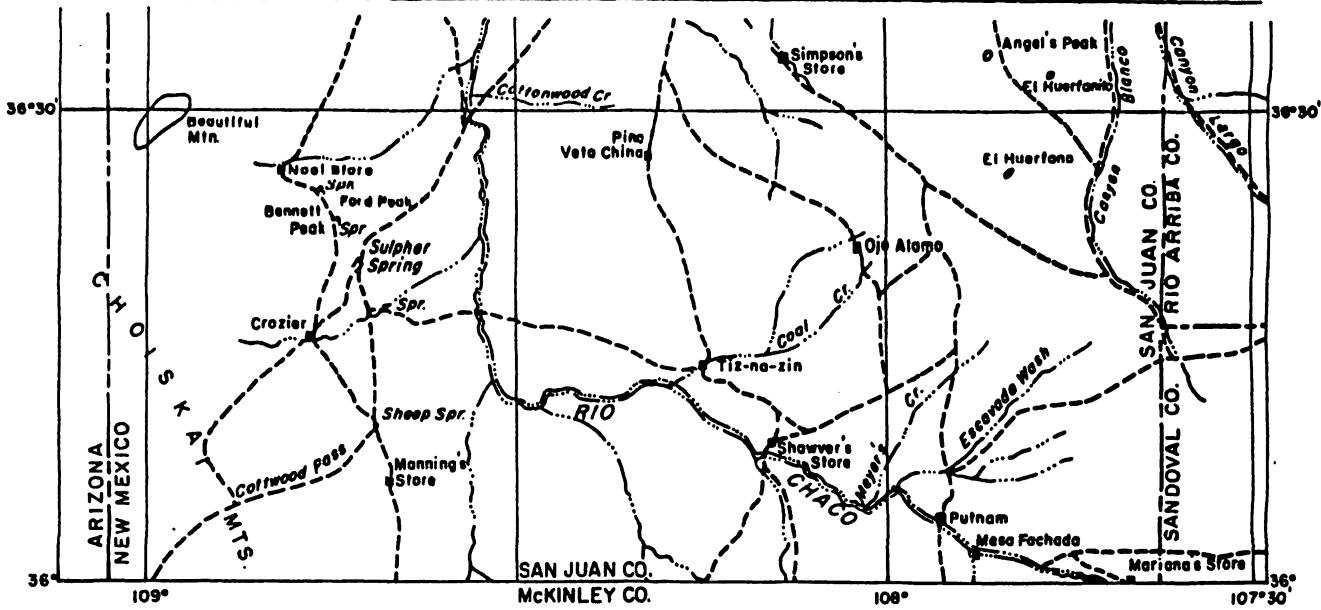 Simpson's
Store
Angel's Peak
El Huerfanito
Blanco
Canyon
Largo
Cottonwood Cr
36°30'
36°30'
Beautiful
Mtn.
Pina
Veta China
El Huerfano
Canyon
Noel Store
Spr.
Ford Peak
Bennett
Peak
Spr.
Sulpher
Spring
Ojo Alamo
SAN JUAN CO.
RIO ARRIBA CO.
Spr.
Crozier
Coal Cr.
CHOISKAI MTS.
Tiz-na-zin
RIO CHACO
Escavada Wash
Sheep Spr.
Shawver's
Store
Meyer's Cr.
Manning's
Store
Cottwood Pass
ARIZONA
NEW MEXICO
SANDOVAL CO.
Putnam
Mesa Fachada
Mariana's Store
36°
SAN JUAN CO.
McKINLEY CO.
36°
109°
108°
107°30'